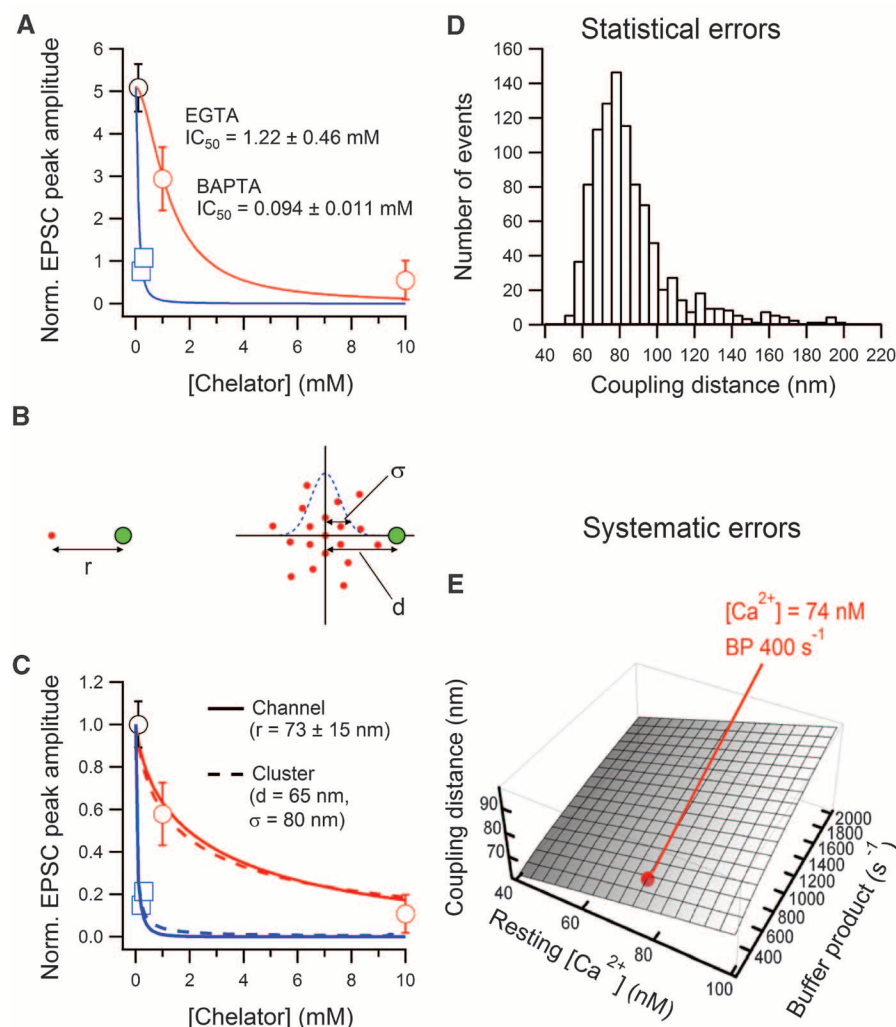 A
6
5
4
3
2
1
0
Norm. EPSC peak amplitude
EGTA
IC50 = 1.22 ± 0.46 mM
BAPTA
IC50 = 0.094 ± 0.011 mM
0 2 4 6 8 10
[Chelator] (mM)
B
r
σ
d
C
1.2
1.0
0.8
0.6
0.4
0.2
0.0
Norm. EPSC peak amplitude
Channel
(r = 73 ± 15 nm)
Cluster
(d = 65 nm,
σ = 80 nm)
0 2 4 6 8 10
[Chelator] (mM)
D
Statistical errors
160
140
120
100
80
60
40
20
0
Number of events
40 60 80 100 120 140 160 180 200 220
Coupling distance (nm)
Systematic errors
E
[Ca2+] = 74 nM
BP 400 s-1
Coupling distance (nm)
90
80
70
40
60
80
100
Resting [Ca2+] (nM)
2000
1800
1600
1400
1200
1000
800
600
400
Buffer product (s-1)